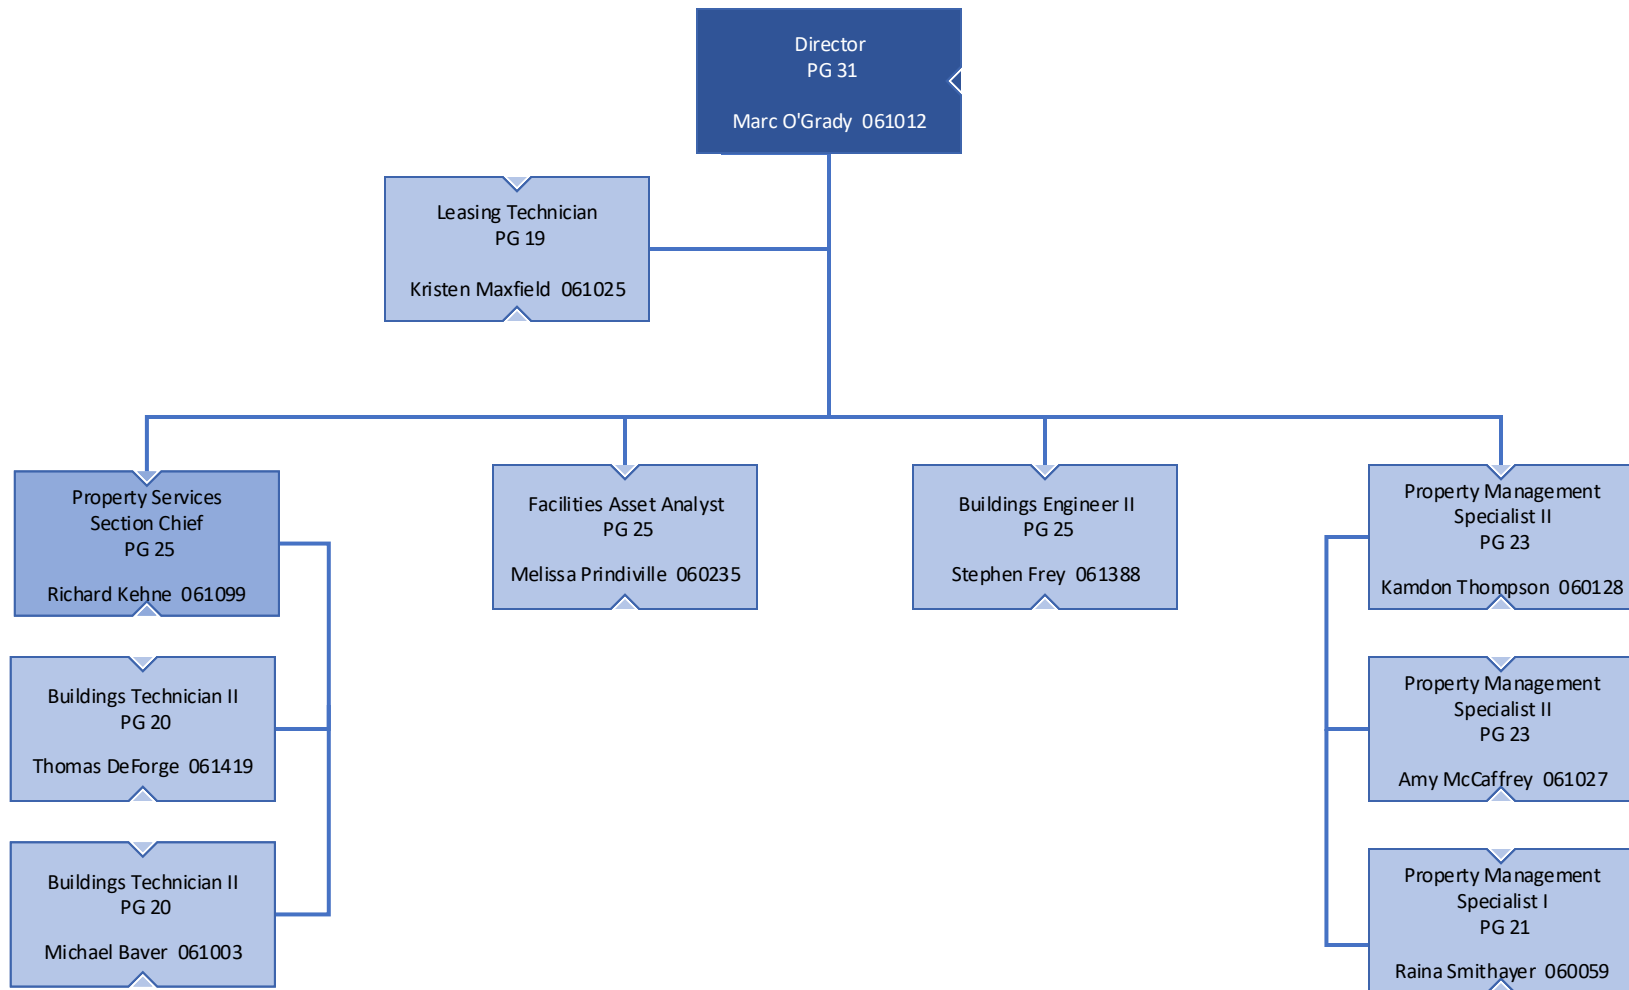 Director
PG 31
Marc O'Grady 061012
Leasing Technician
PG 19
Kristen Maxfield 061025
Property Services
Section Chief
PG 25
Richard Kehne 061099
Facilities Asset Analyst
PG 25
Melissa Prindiville 060235
Buildings Engineer II
PG 25
Stephen Frey 061388
Property Management
Specialist II
PG 23
Kamdon Thompson 060128
Buildings Technician II
PG 20
Thomas DeForge 061419
Property Management
Specialist II
PG 23
Amy McCaffrey 061027
Buildings Technician II
PG 20
Michael Baver 061003
Property Management
Specialist I
PG 21
Raina Smithayer 060059